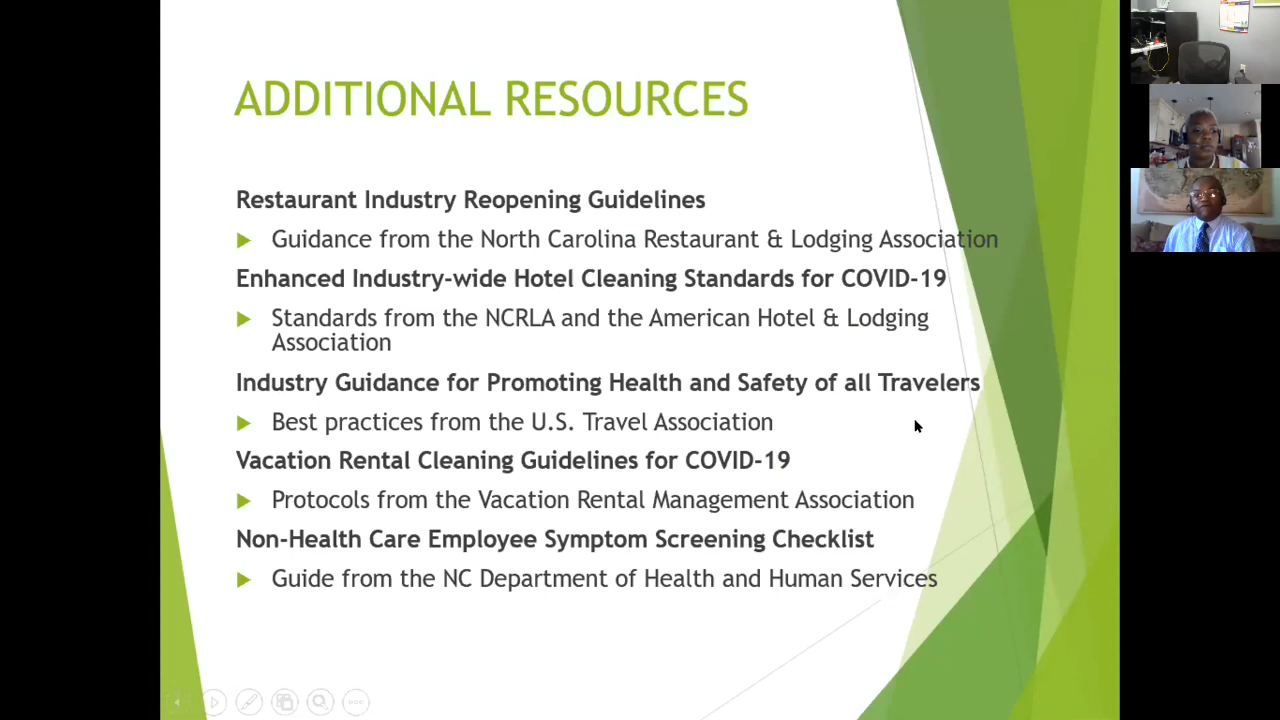 ADDITIONAL RESOURCES
Restaurant Industry Reopening Guidelines
Guidance from the North Carolina Restaurant & Lodging Association
Enhanced Industry-wide Hotel Cleaning Standards for COVID-19
Standards from the NCRLA and the American Hotel & Lodging
Association
Industry Guidance for Promoting Health and Safety of all Travelers
Best practices from the U.S. Travel Association
Vacation Rental Cleaning Guidelines for COVID-19
Protocols from the Vacation Rental Management Association
Non-Health Care Employee Symptom Screening Checklist
Guide from the NC Department of Health and Human Services